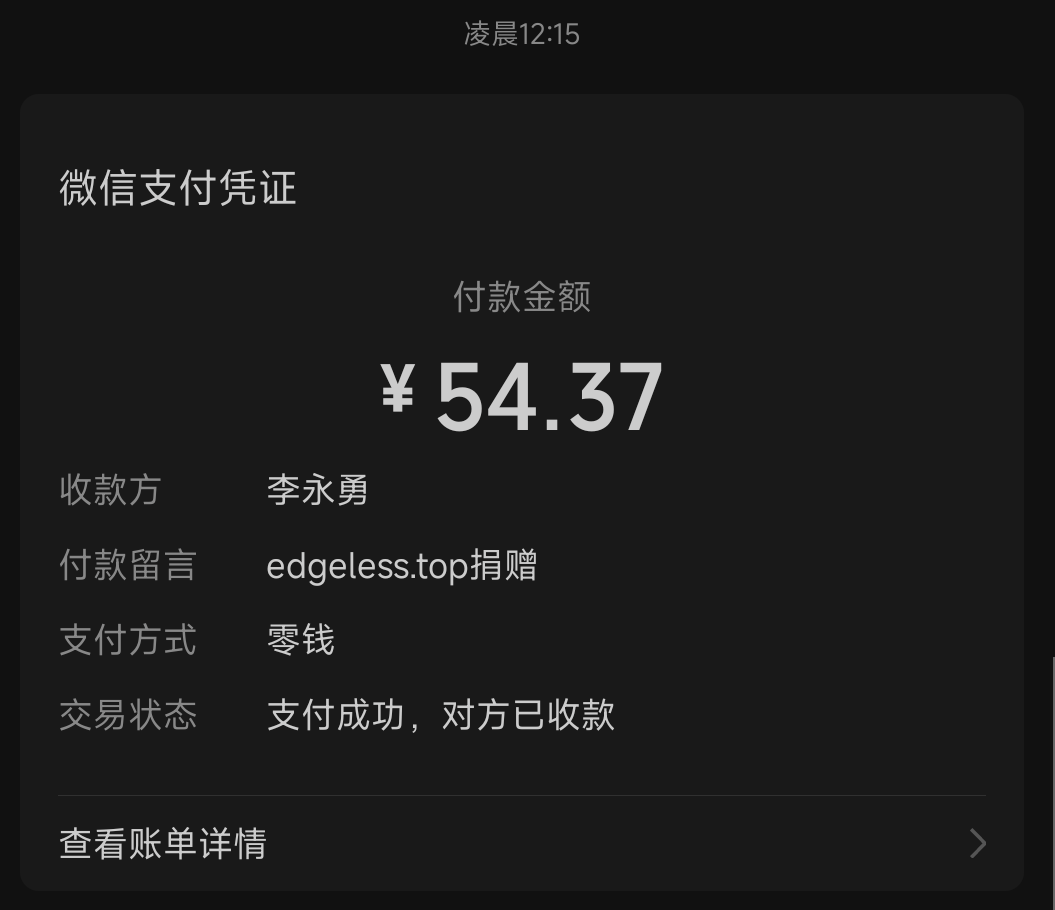 凌晨12:15
微信支付凭证
付款金额
¥54.37
收款方 李永勇
付款留言 edgeless.top捐赠
支付方式 零钱
交易状态 支付成功，对方已收款
查看账单详情